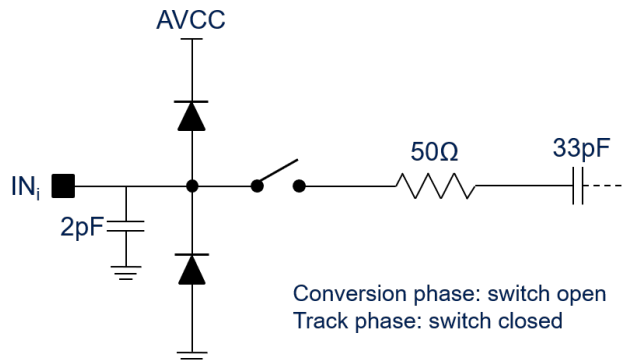 AVCC
50Ω
33pF
INi
2pF
Conversion phase: switch open
Track phase: switch closed